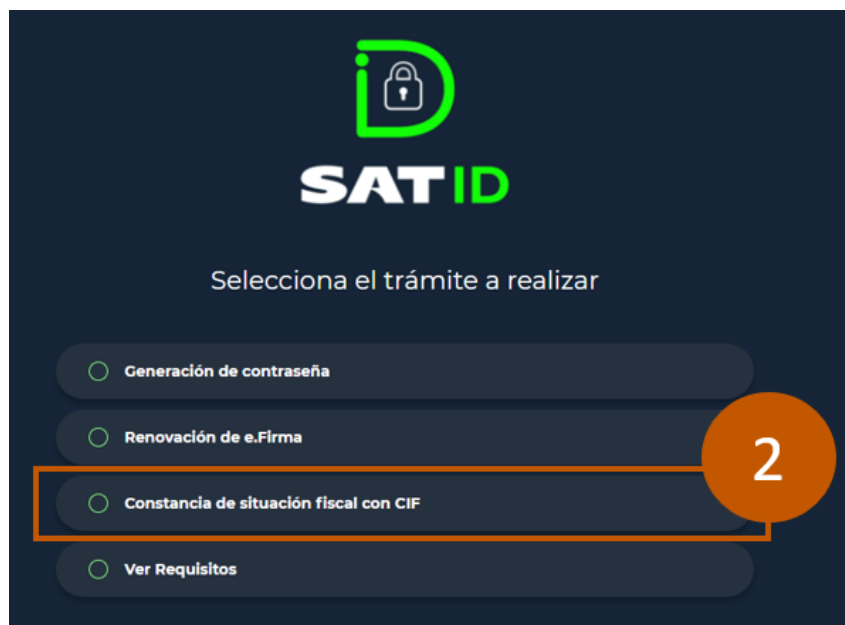 SAT ID
Selecciona el trámite a realizar
Generación de contraseña
Renovación de e.Firma
2
Constancia de situación fiscal con CIF
Ver Requisitos